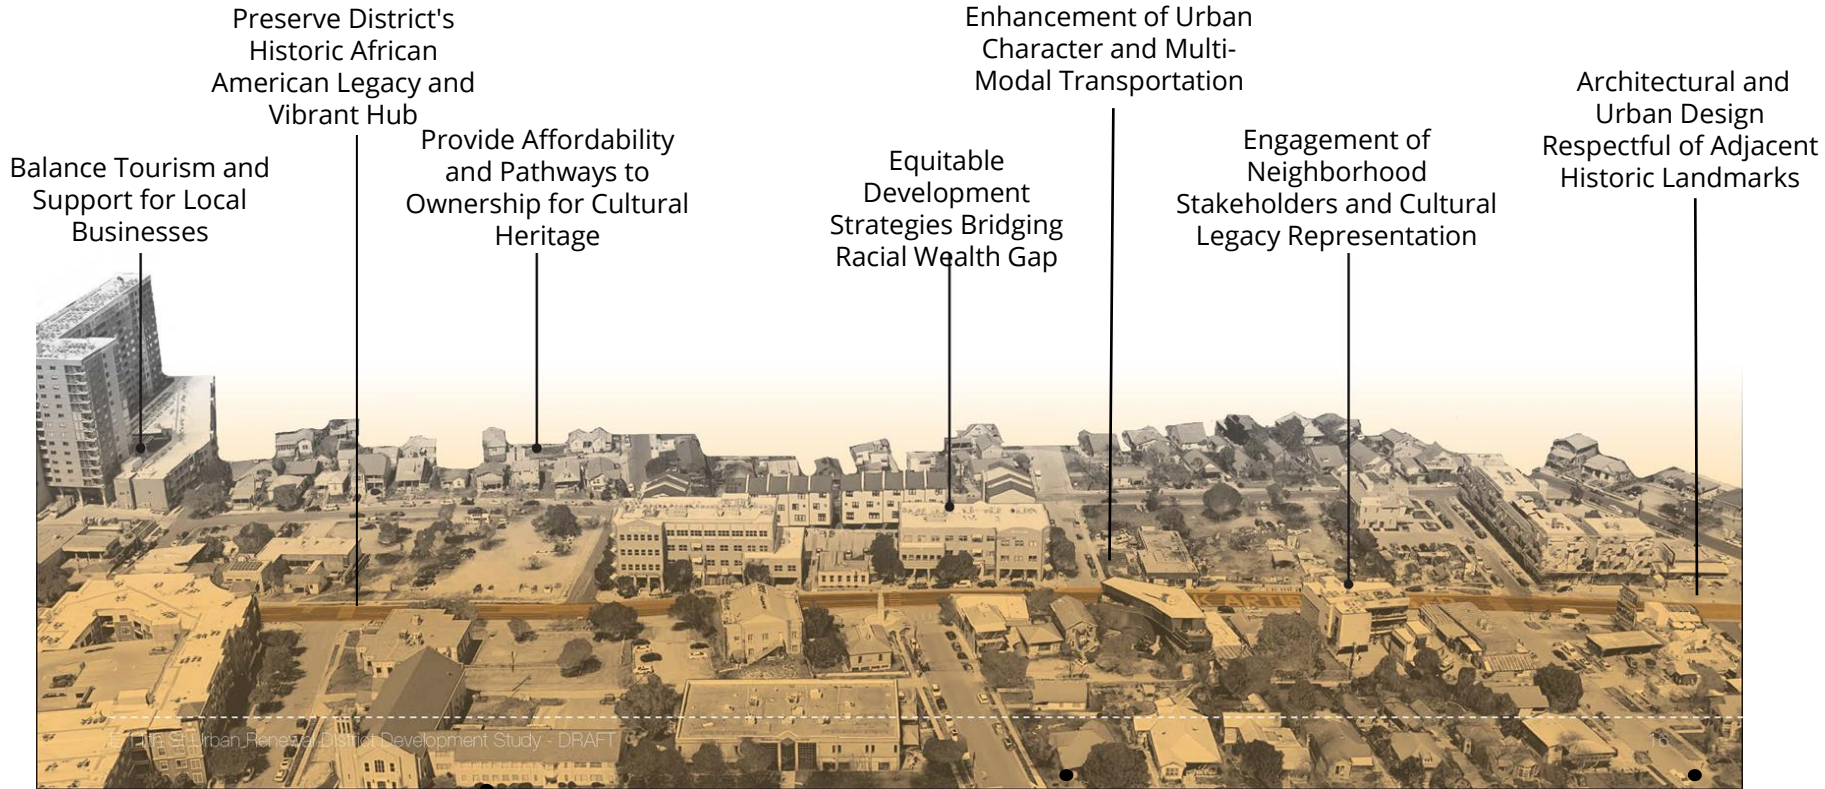 Preserve District's
Historic African
American Legacy and
Vibrant Hub
Enhancement of Urban
Character and Multi-
Modal Transportation
Architectural and
Urban Design
Respectful of Adjacent
Historic Landmarks
Balance Tourism and
Support for Local
Businesses
Provide Affordability
and Pathways to
Ownership for Cultural
Heritage
Equitable
Development
Strategies Bridging
Racial Wealth Gap
Engagement of
Neighborhood
Stakeholders and Cultural
Legacy Representation
E 11th St Urban Renewal District Development Study - DRAFT